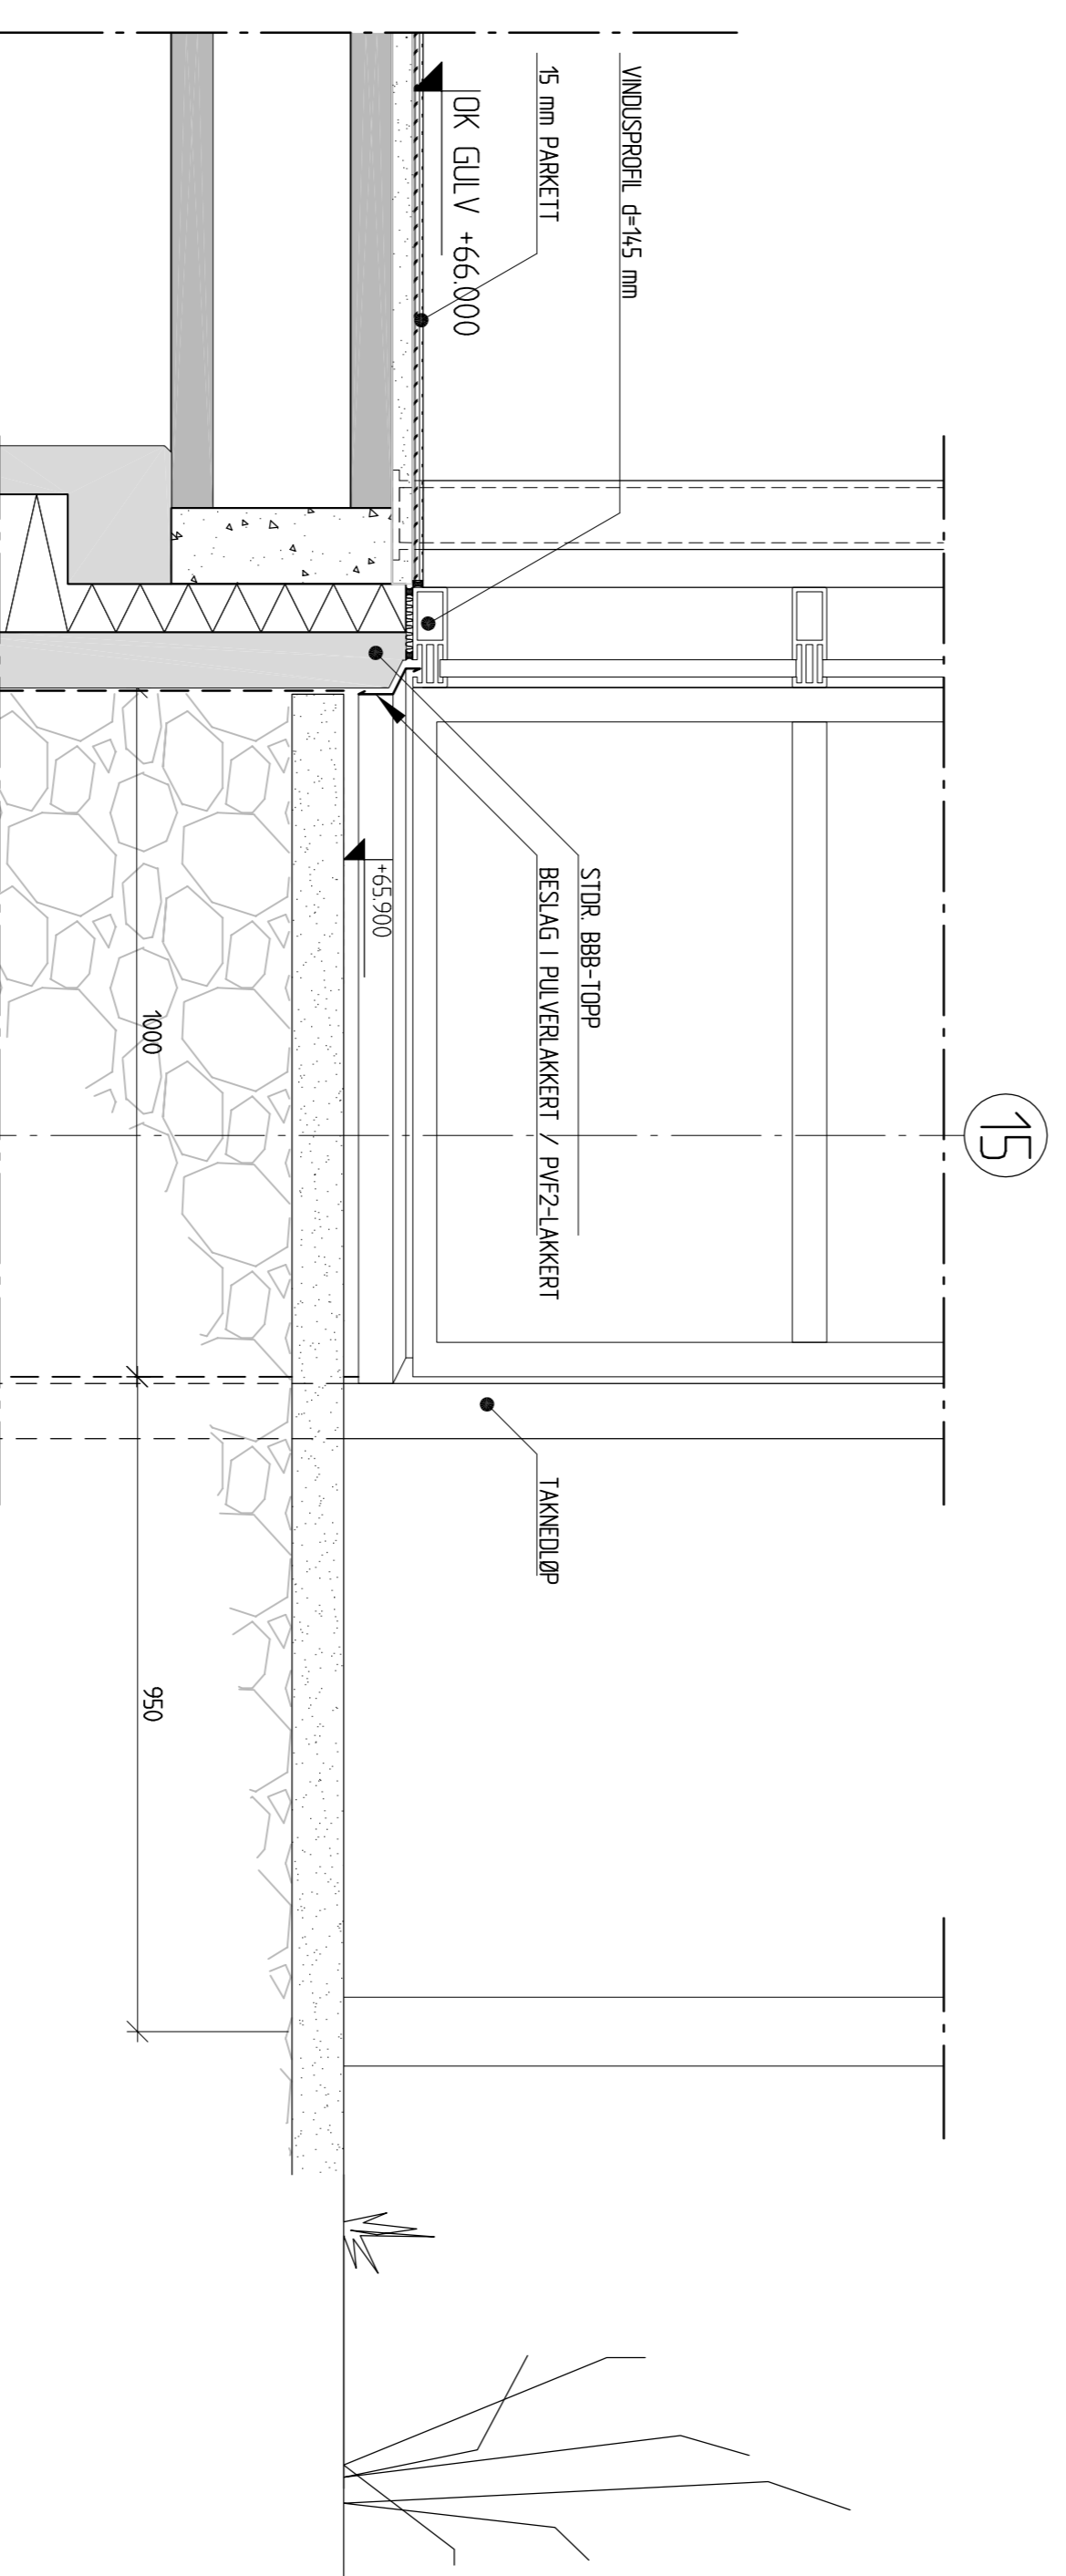 15
VINDUSPROFIL d=145 mm
15 mm PARKETT
OK GULV +66.000
STDR. BBB-TOPP
BESLAG I PULVERLAKKERT / PVF2-LAKKERT
TAKNEDLØP
+65.900
1000
950